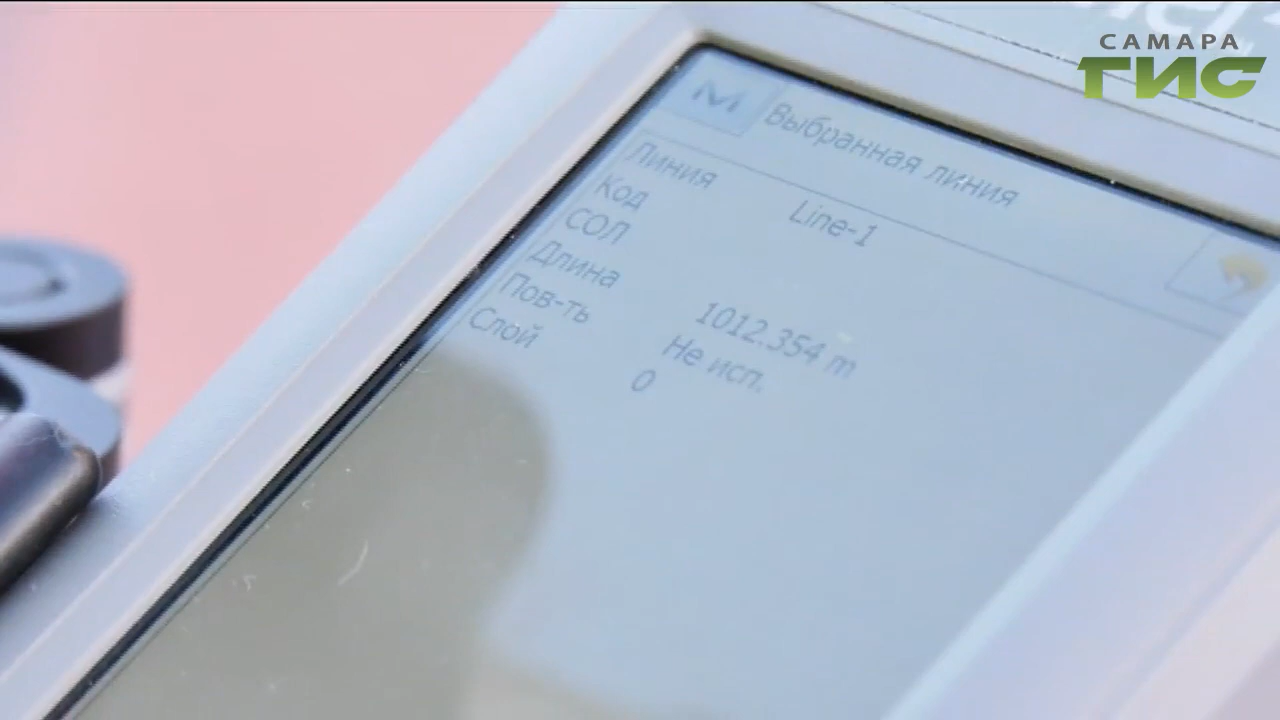 САМАРА
ГИС
Выбранная линия
Линия Line-1
Код
СОЛ
Длина 1012.354 m
Пов-ть Не исп.
Слой 0